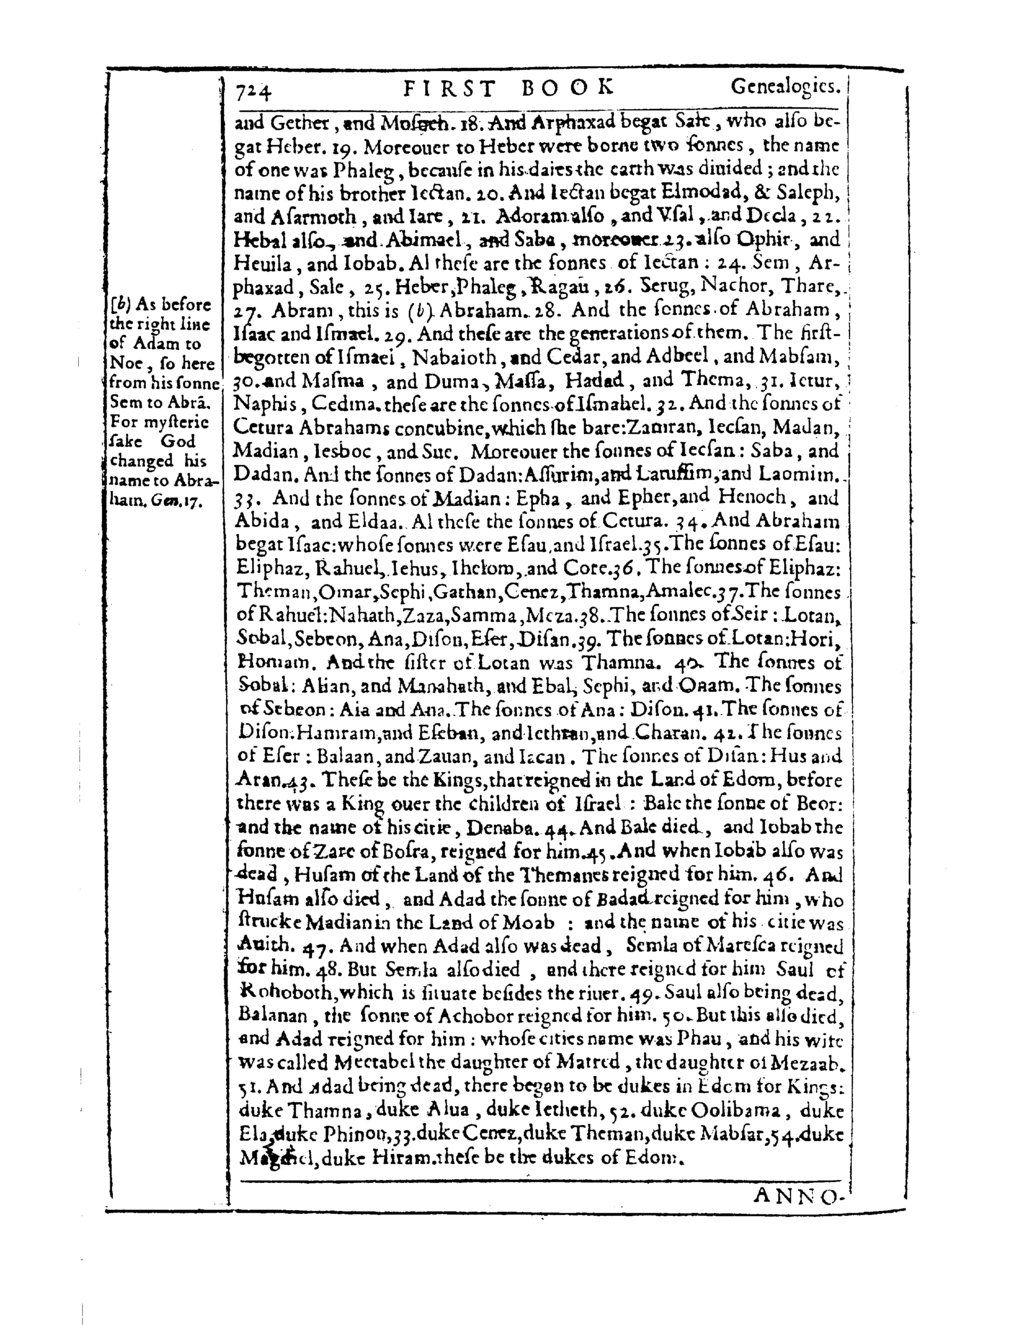 724 FIRST BOOK Genealogies.
and Gether, and Mosoch. 18. And Arphaxad begat Sale, who also be-
gat Heber. 19. Moreouer to Heber were borne two sonnes, the name
of one was Phaleg, because in his daies the earth was diuided; and the
name of his brother Iectan. 20. And Iectan begat Elmodad, & Saleph,
and Asarmoth, and Iare, 21. Adoram also, and Vsal, and Decla, 22.
Hebal also, and Abimael, and Saba, moreouer 23. also Ophir, and
Heuila, and Iobab. Al these are the sonnes of Iectan: 24. Sem, Ar-
phaxad, Sale, 25. Heber, Phaleg, Ragau, 26. Serug, Nachor, Thare,
27. Abram, this is (b) Abraham. 28. And the sonnes of Abraham,
Isaac and Ismael. 29. And these are the generations of them. The first-
begotten of Ismael, Nabaioth, and Cedar, and Adbeel, and Mabsam,
30. and Masma, and Duma, Massa, Hadad, and Thema, 31. Ietur,
Naphis, Cedma. these are the sonnes of Ismahel. 32. And the sonnes of
Cetura Abrahams concubine, which she bare: Zamran, Iecsan, Madan,
Madian, Iesboc, and Sue. Moreouer the sonnes of Iecsan: Saba, and
Dadan. And the sonnes of Dadan: Assurim, and Latussim, and Laomim.
33. And the sonnes of Madian: Epha, and Epher, and Henoch, and
Abida, and Eldaa. Al these the sonnes of Cetura. 34. And Abraham
begat Isaac: whose sonnes were Esau, and Israel. 35. The sonnes of Esau:
Eliphaz, Rahuel, Iehus, Ihelom, and Core. 36. The sonnes of Eliphaz:
Theman, Omar, Sephi, Gathan, Cenez, Thamna, Amalec. 37. The sonnes
of Rahuel: Nahath, Zaza, Samma, Meza. 38. The sonnes of Seir: Lotan,
Sobal, Sebeon, Ana, Dison, Eser, Disan. 39. The sonnes of Lotan: Hori,
Homam. And the sister of Lotan was Thamna. 40. The sonnes of
Sobal: Alian, and Manahath, and Ebal, Sephi, and Onam. The sonnes
of Sebeon: Aia and Ana. The sonnes of Ana: Dison. 41. The sonnes of
Dison: Hamram, and Eseban, and Iethran, and Charan. 42. The sonnes
of Eser: Balaan, and Zauan, and Iacan. The sonnes of Disan: Hus and
Aran. 43. These be the Kings, that reigned in the Land of Edom, before
there was a King ouer the children of Israel: Bale the sonne of Beor:
and the name of his citie, Denaba. 44. And Bale died, and Iobab the
sonne of Zare of Bosra, reigned for him. 45. And when Iobab also was
dead, Husam of the Land of the Themanes reigned for him. 46. And
Husam also died, and Adad the sonne of Badad reigned for him, who
strucke Madian in the Land of Moab: and the name of his citie was
Auith. 47. And when Adad also was dead, Semla of Maresca reigned
for him. 48. But Semla also died, and there reigned for him Saul of
Rohoboth, which is situate besides the riuer. 49. Saul also being dead,
Balanan, the sonne of Achobor reigned for him. 50. But this also died,
and Adad reigned for him: whose cities name was Phau, and his wife
was called Meetabel the daughter of Matred, the daughter of Mezaab.
51. And Adad being dead, there began to be dukes in Edom for Kings:
duke Thamna, duke Alua, duke Ietheth, 52. duke Oolibama, duke
Ela, duke Phinon, 33. duke Cenez, duke Theman, duke Mabsar, 54. duke
Magdiel, duke Hiram. these be the dukes of Edom.
ANNO-
[b) As before
the right line
of Adam to
Noe, so here
from his sonne
Sem to Abrã.
For mysterie
sake God
changed his
name to Abra-
ham. Gen. 17.